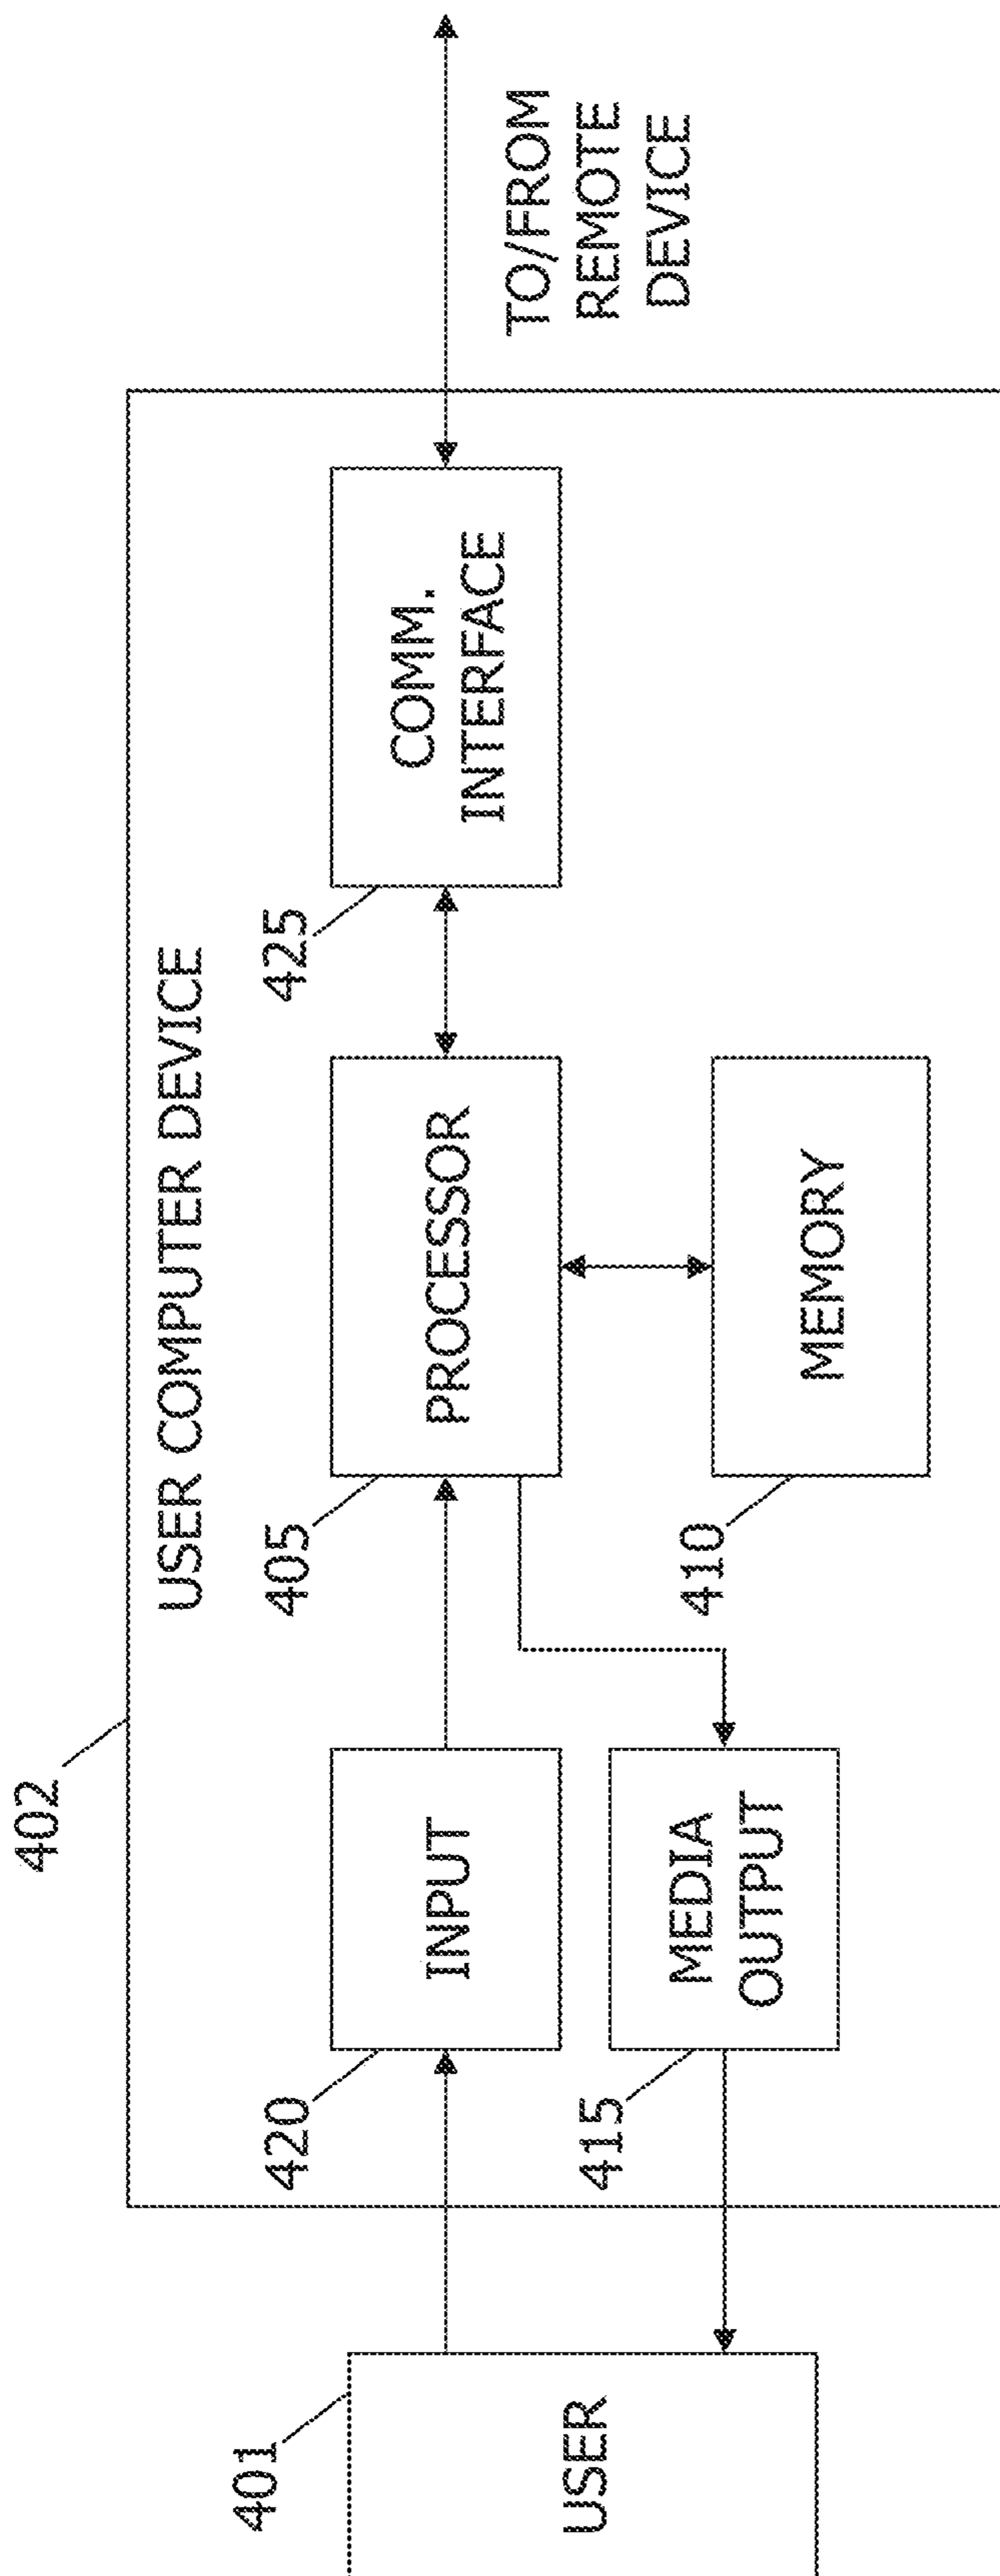 402
USER COMPUTER DEVICE
401
USER
420
INPUT
405
PROCESSOR
425
COMM.
INTERFACE
TO/FROM
REMOTE
DEVICE
415
MEDIA
OUTPUT
410
MEMORY